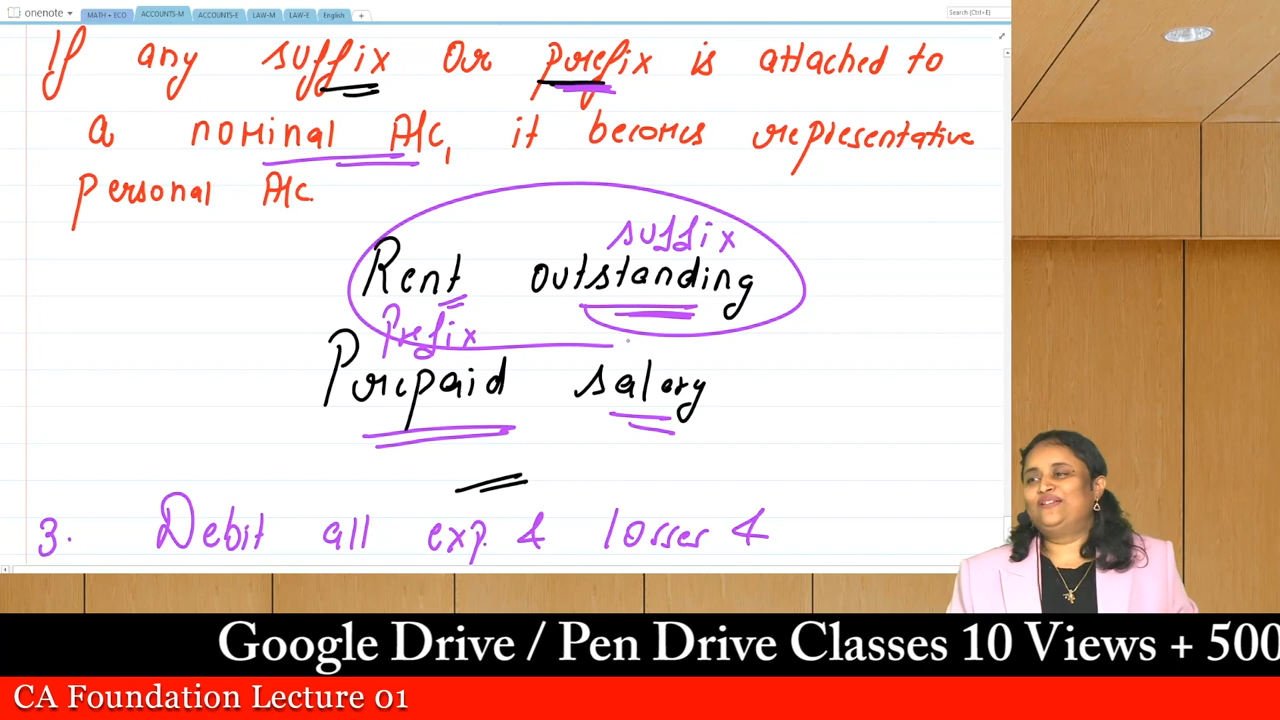 onenote
MATH + ECO ACCOUNTS-M ACCOUNTS-E LAW-M LAW-E English +
Search (Ctrl+E)
If any suffix or prefix is attached to
a nominal A/c, it becomes representative
personal A/c.
suffix
Rent outstanding
Prefix
Prepaid salary
3. Debit all exp. & losses &
Google Drive / Pen Drive Classes 10 Views + 500
CA Foundation Lecture 01